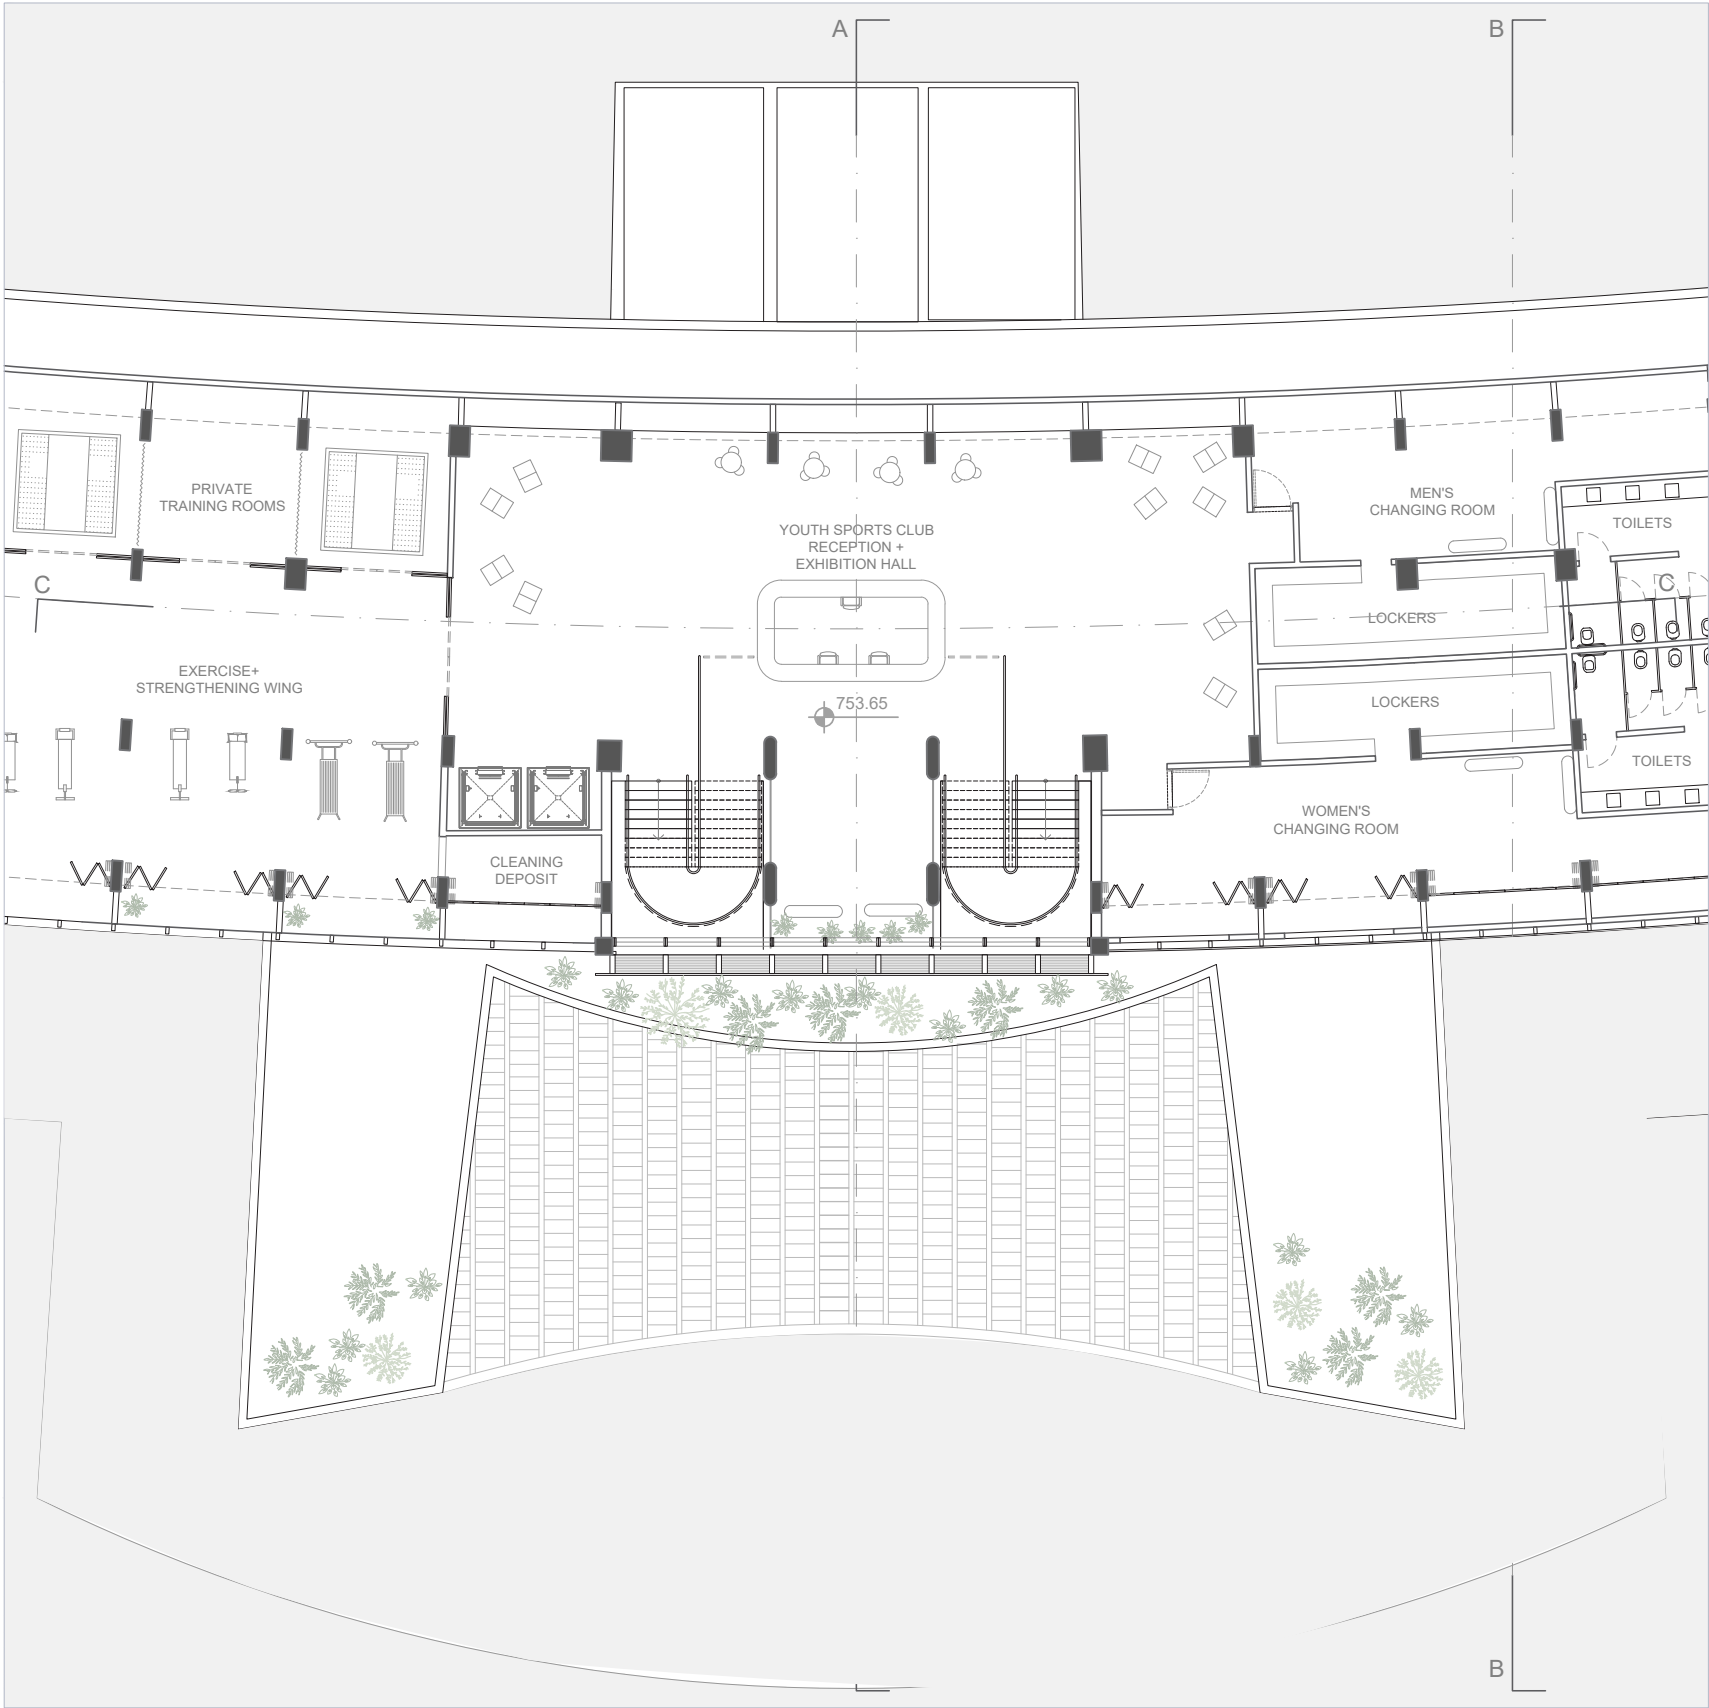 A
B
PRIVATE
TRAINING ROOMS
MEN'S
CHANGING ROOM
TOILETS
YOUTH SPORTS CLUB
RECEPTION +
EXHIBITION HALL
C
C
LOCKERS
EXERCISE+
STRENGTHENING WING
LOCKERS
753.65
TOILETS
WOMEN'S
CHANGING ROOM
CLEANING
DEPOSIT
B